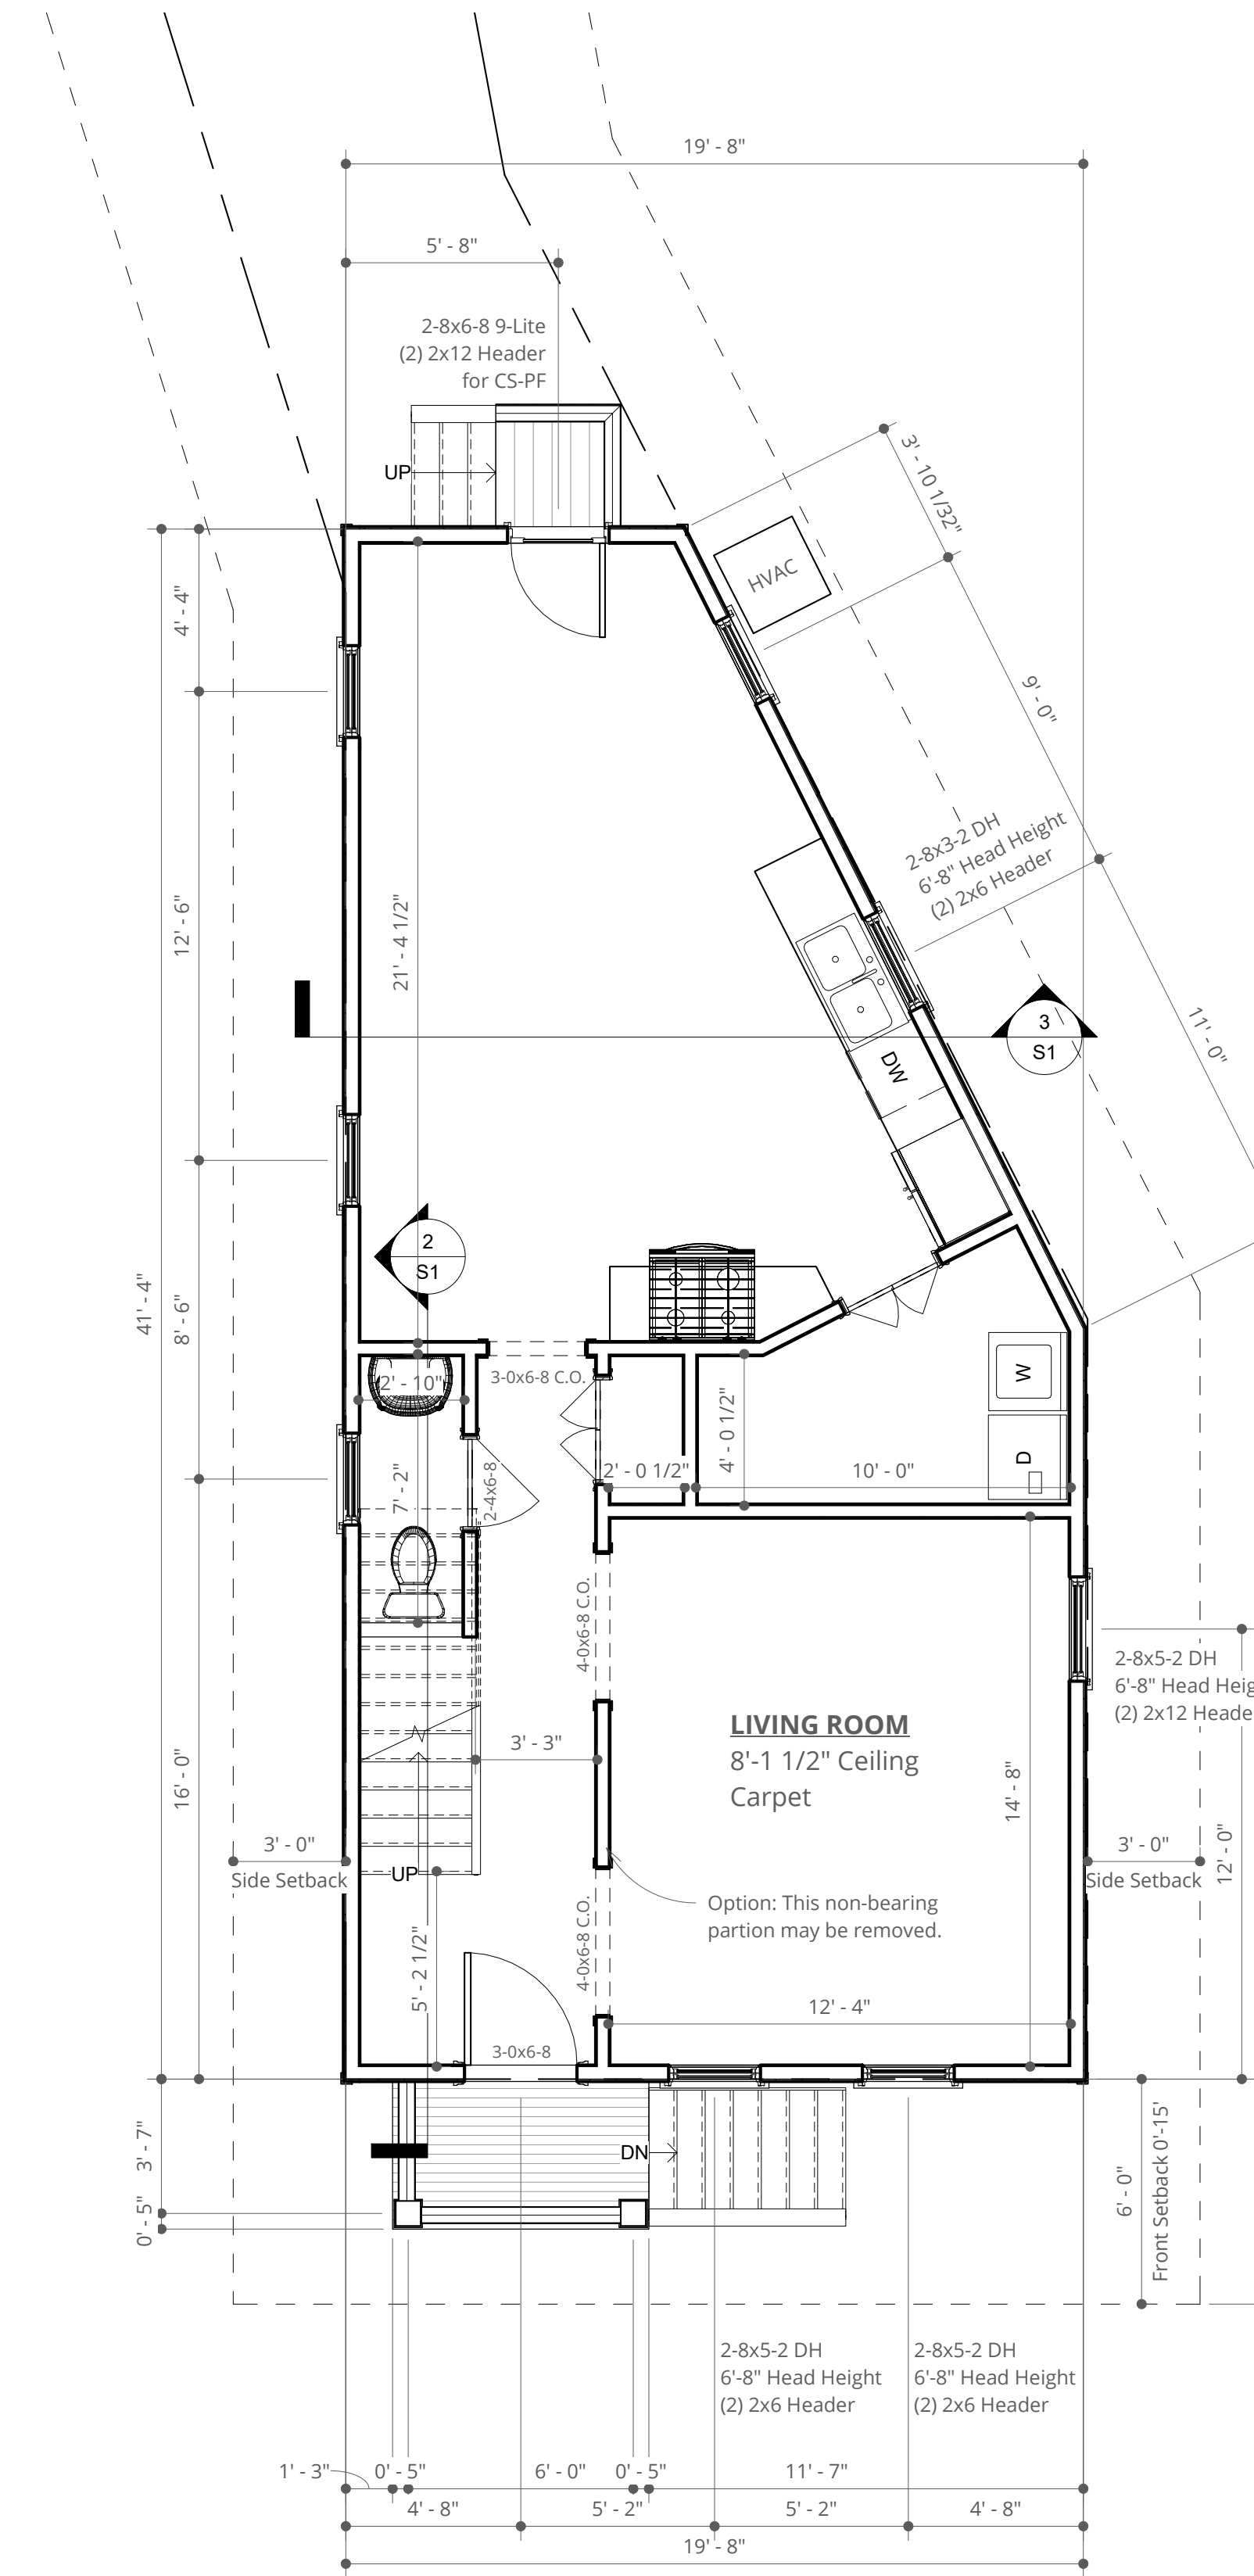 19' - 8"
5' - 8"
2-8x6-8 9-Lite
(2) 2x12 Header
for CS-PF
UP
3' - 10 1/32"
HVAC
4' - 4"
9' - 0"
2-8x3-2 DH
6'-8" Head Height
(2) 2x6 Header
12' - 6"
21' - 4 1/2"
11' - 0"
3
S1
DW
2
S1
41' - 4"
8' - 6"
3-0x6-8 C.O.
2' - 10"
W
4' - 0 1/2"
D
7' - 2"
2-4x6-8
2' - 0 1/2"
10' - 0"
4-0x6-8 C.O.
2-8x5-2 DH
6'-8" Head Heig
(2) 2x12 Heade
LIVING ROOM
8'-1 1/2" Ceiling
Carpet
3' - 3"
14' - 8"
16' - 0"
3' - 0"
Side Setback
UP
3' - 0"
Side Setback
12' - 0"
Option: This non-bearing
partion may be removed.
5' - 2 1/2"
4-0x6-8 C.O.
12' - 4"
3-0x6-8
3' - 7"
0' - 5"
DN
6' - 0"
Front Setback 0'-15'
2-8x5-2 DH
6'-8" Head Height
(2) 2x6 Header
2-8x5-2 DH
6'-8" Head Height
(2) 2x6 Header
1' - 3"
0' - 5"
6' - 0"
0' - 5"
11' - 7"
4' - 8"
5' - 2"
5' - 2"
4' - 8"
19' - 8"